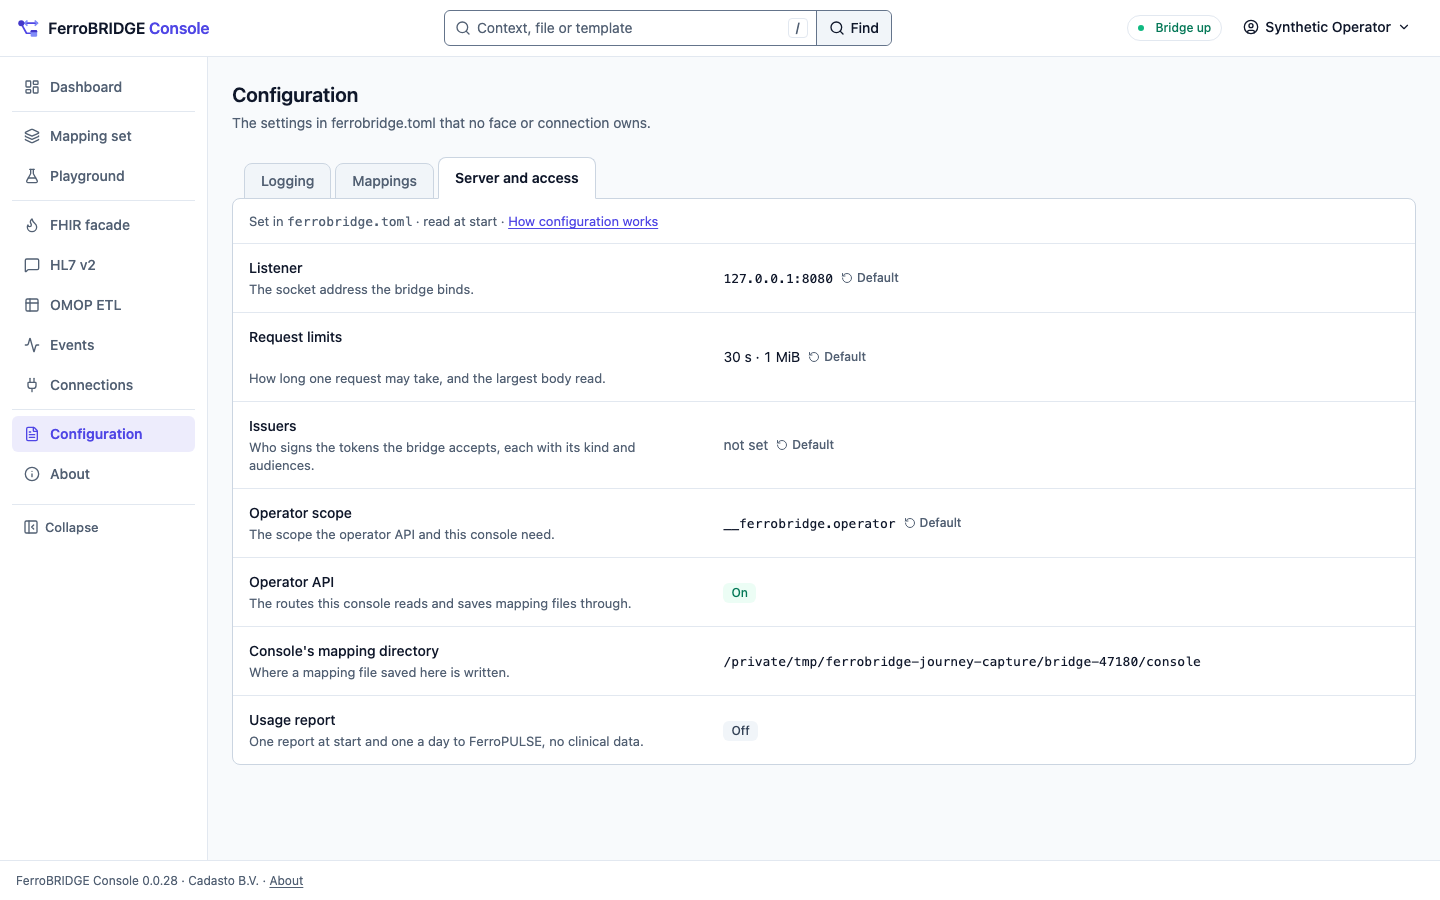 FerroBRIDGE Console
Context, file or template
/
Find
Bridge up
Synthetic Operator
Dashboard
Mapping set
Playground
FHIR facade
HL7 v2
OMOP ETL
Events
Connections
Configuration
About
Collapse
Configuration
The settings in ferrobridge.toml that no face or connection owns.
Logging
Mappings
Server and access
Set in ferrobridge.toml · read at start · How configuration works
Listener
The socket address the bridge binds.
127.0.0.1:8080 Default
Request limits
How long one request may take, and the largest body read.
30 s · 1 MiB Default
Issuers
Who signs the tokens the bridge accepts, each with its kind and
audiences.
not set Default
Operator scope
The scope the operator API and this console need.
__ferrobridge.operator Default
Operator API
The routes this console reads and saves mapping files through.
On
Console's mapping directory
Where a mapping file saved here is written.
/private/tmp/ferrobridge-journey-capture/bridge-47180/console
Usage report
One report at start and one a day to FerroPULSE, no clinical data.
Off
FerroBRIDGE Console 0.0.28 · Cadasto B.V. · About